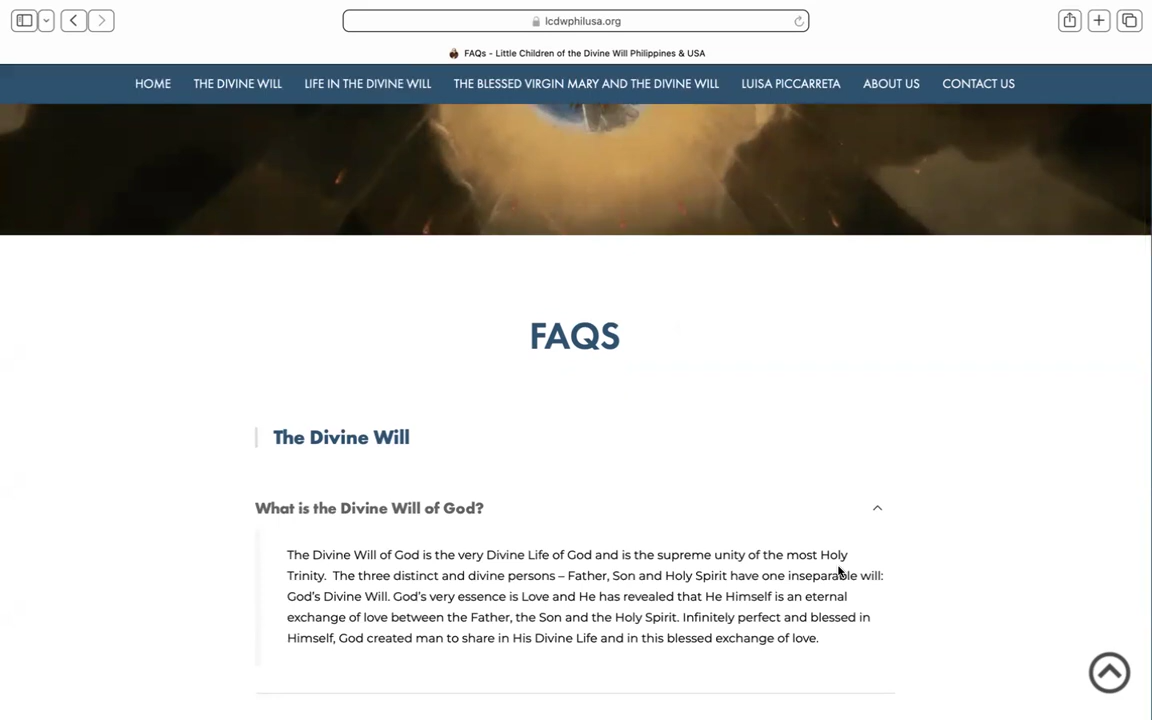 lcdwphilusa.org
FAQs - Little Children of the Divine Will Philippines & USA
HOME THE DIVINE WILL LIFE IN THE DIVINE WILL THE BLESSED VIRGIN MARY AND THE DIVINE WILL LUISA PICCARRETA ABOUT US CONTACT US
FAQS
The Divine Will
What is the Divine Will of God?
The Divine Will of God is the very Divine Life of God and is the supreme unity of the most Holy
Trinity. The three distinct and divine persons – Father, Son and Holy Spirit have one inseparable will:
God's Divine Will. God's very essence is Love and He has revealed that He Himself is an eternal
exchange of love between the Father, the Son and the Holy Spirit. Infinitely perfect and blessed in
Himself, God created man to share in His Divine Life and in this blessed exchange of love.